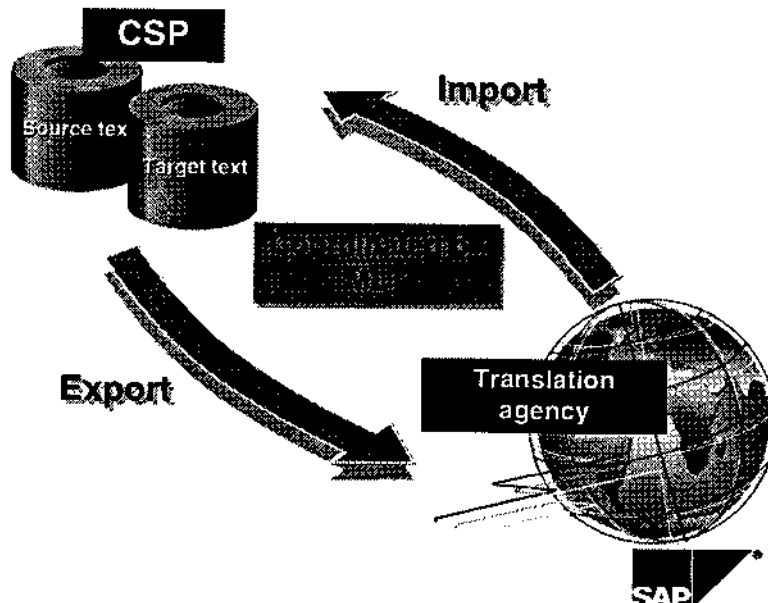 CSP
Import
Source tex
Target text
Export
Translation
agency
SAP